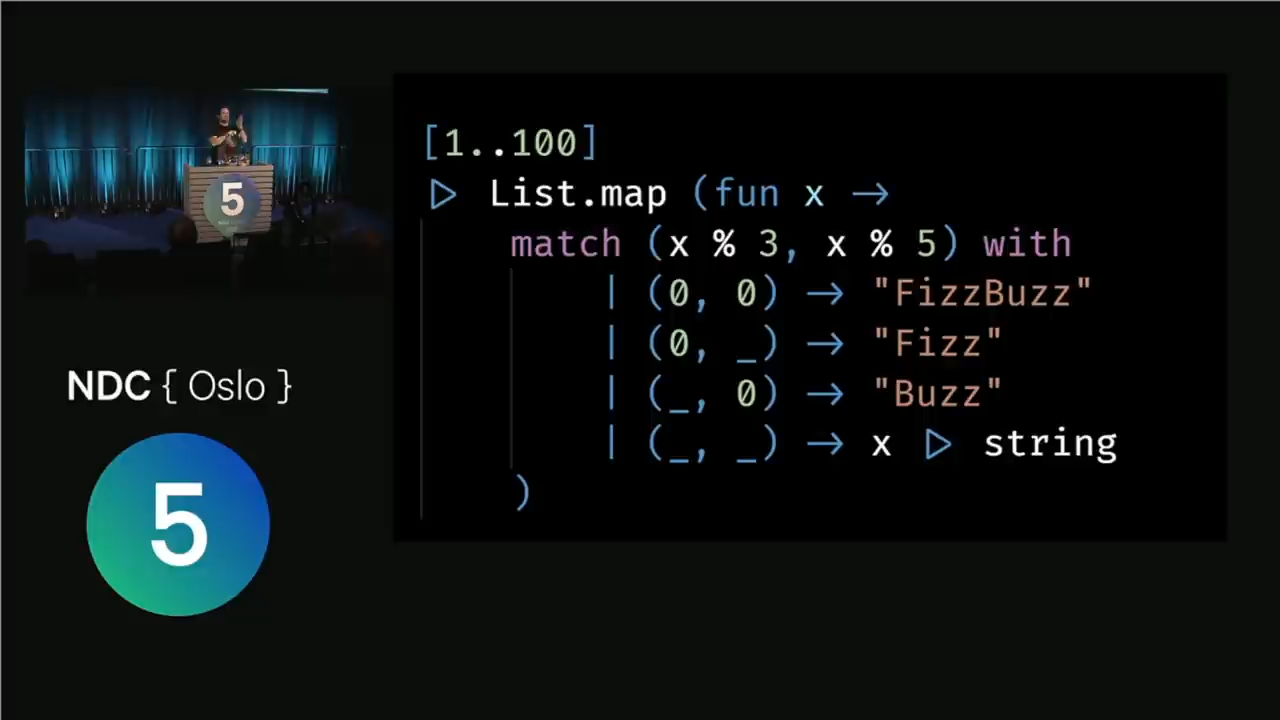 5
NDC { Oslo }
5
[1..100]
▷ List.map (fun x →
match (x % 3, x % 5) with
| (0, 0) → "FizzBuzz"
| (0, _) → "Fizz"
| (_, 0) → "Buzz"
| (_, _) → x ▷ string
)